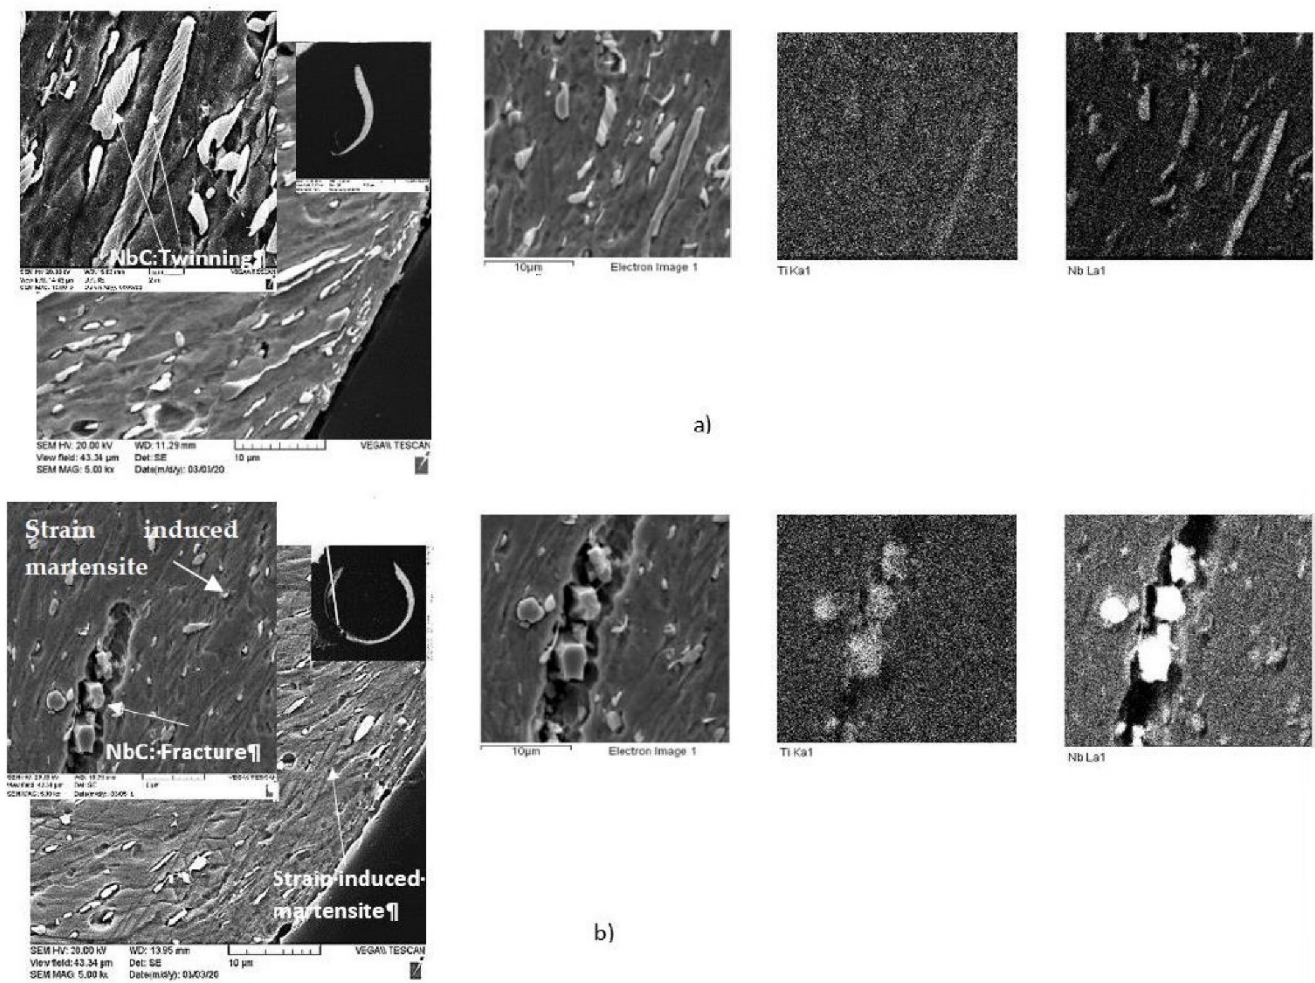 NbC:Twinning¶
SEM HV: 20.00 kV WD: 11.29 mm VEGA\\ TESCAN
View field: 43.34 µm Det: SE 10 µm
SEM MAG: 5.00 kx Date(m/d/y): 03/03/20
10µm Electron Image 1
Ti Ka1
Nb La1
a)
Strain induced
martensite
NbC:·Fracture¶
Strain·induced·
martensite¶
SEM HV: 20.00 kV WD: 13.95 mm VEGA\\ TESCAN
View field: 43.34 µm Det: SE 10 µm
SEM MAG: 5.00 kx Date(m/d/y): 03/03/20
10µm Electron Image 1
Ti Ka1
Nb La1
b)